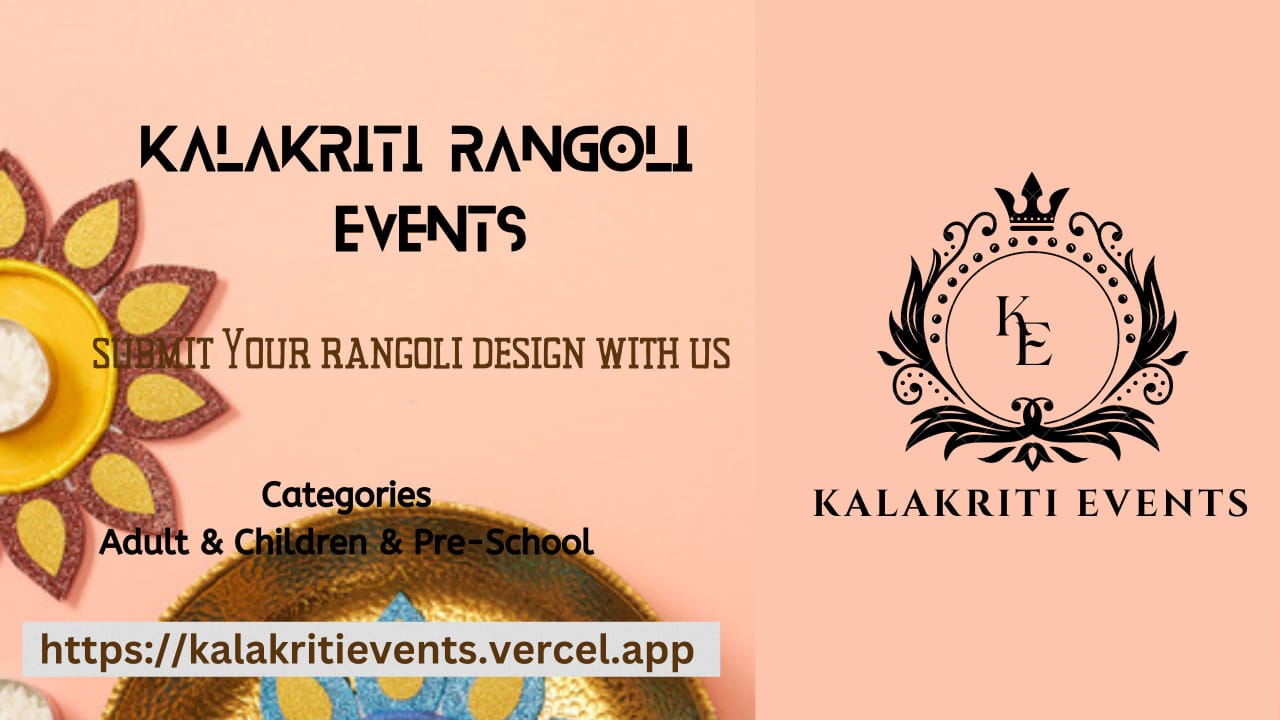 KALAKRITI RANGOLI
EVENTS
SUBMIT YOUR RANGOLI DESIGN WITH US
Categories
Adult & Children & Pre-School
https://kalakritievents.vercel.app
KE
KALAKRITI EVENTS